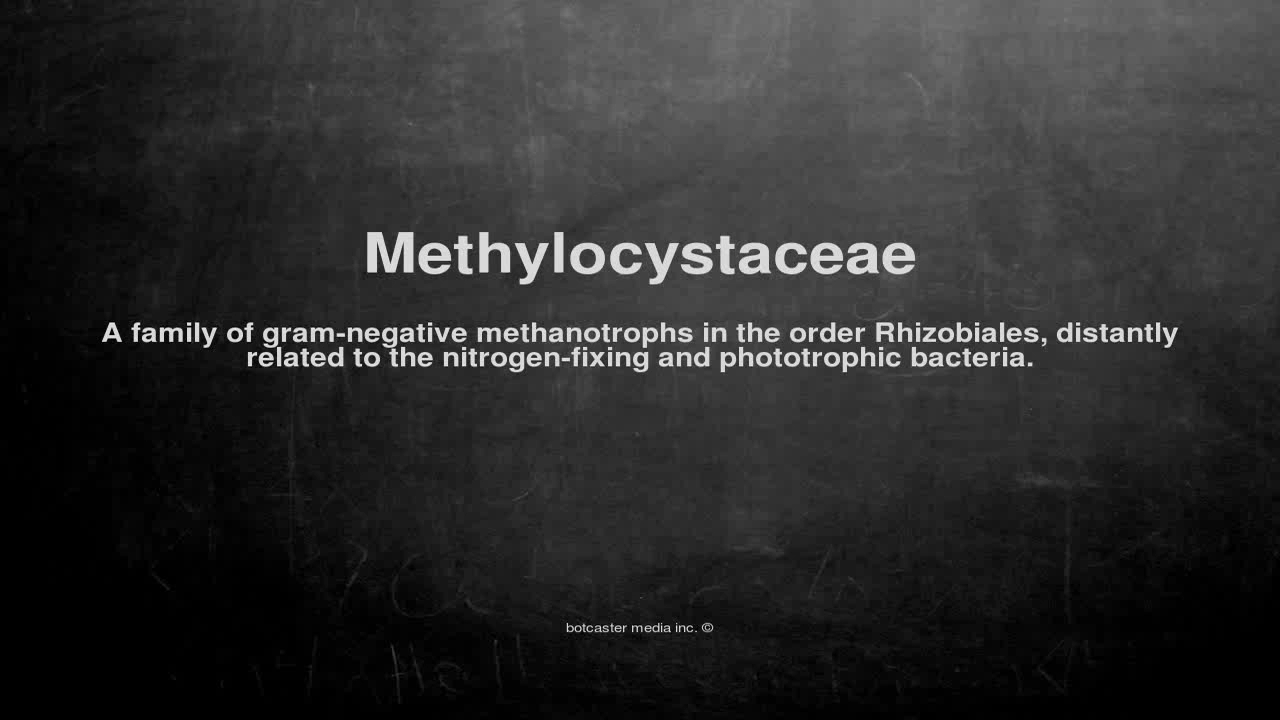 Methylocystaceae
A family of gram-negative methanotrophs in the order Rhizobiales, distantly
related to the nitrogen-fixing and phototrophic bacteria.
botcaster media inc. ©